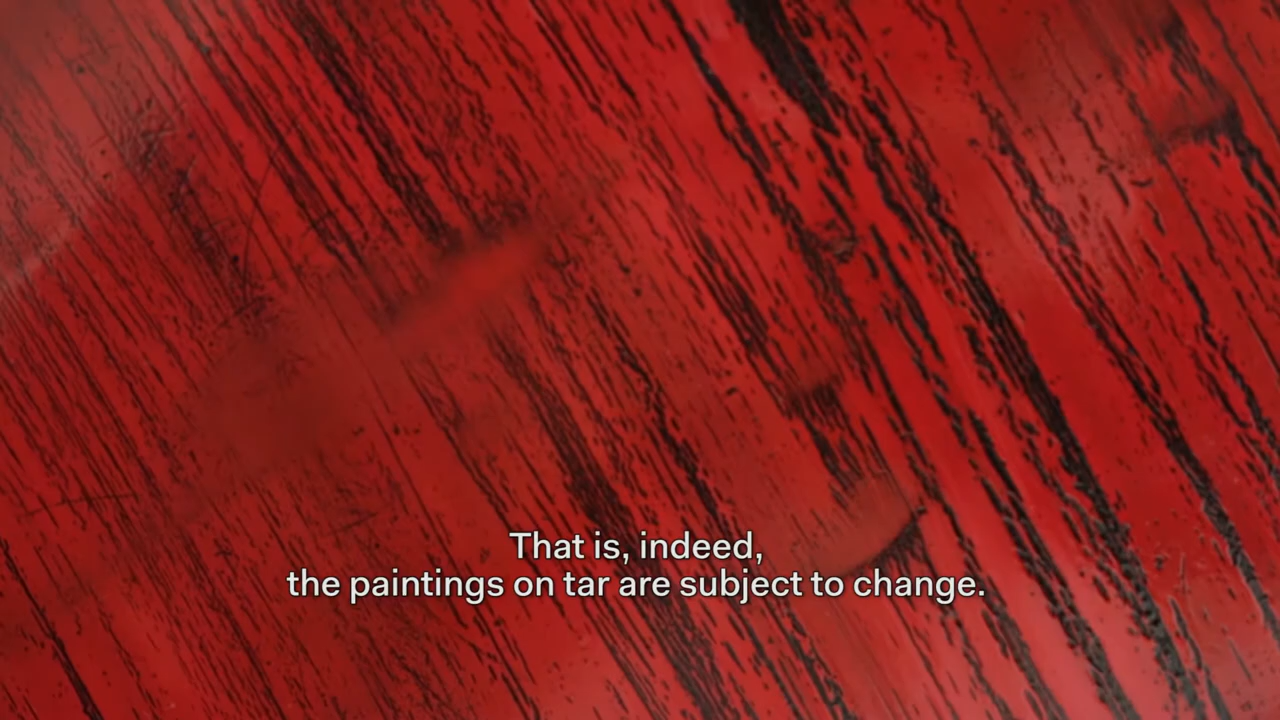 That is, indeed,
the paintings on tar are subject to change.